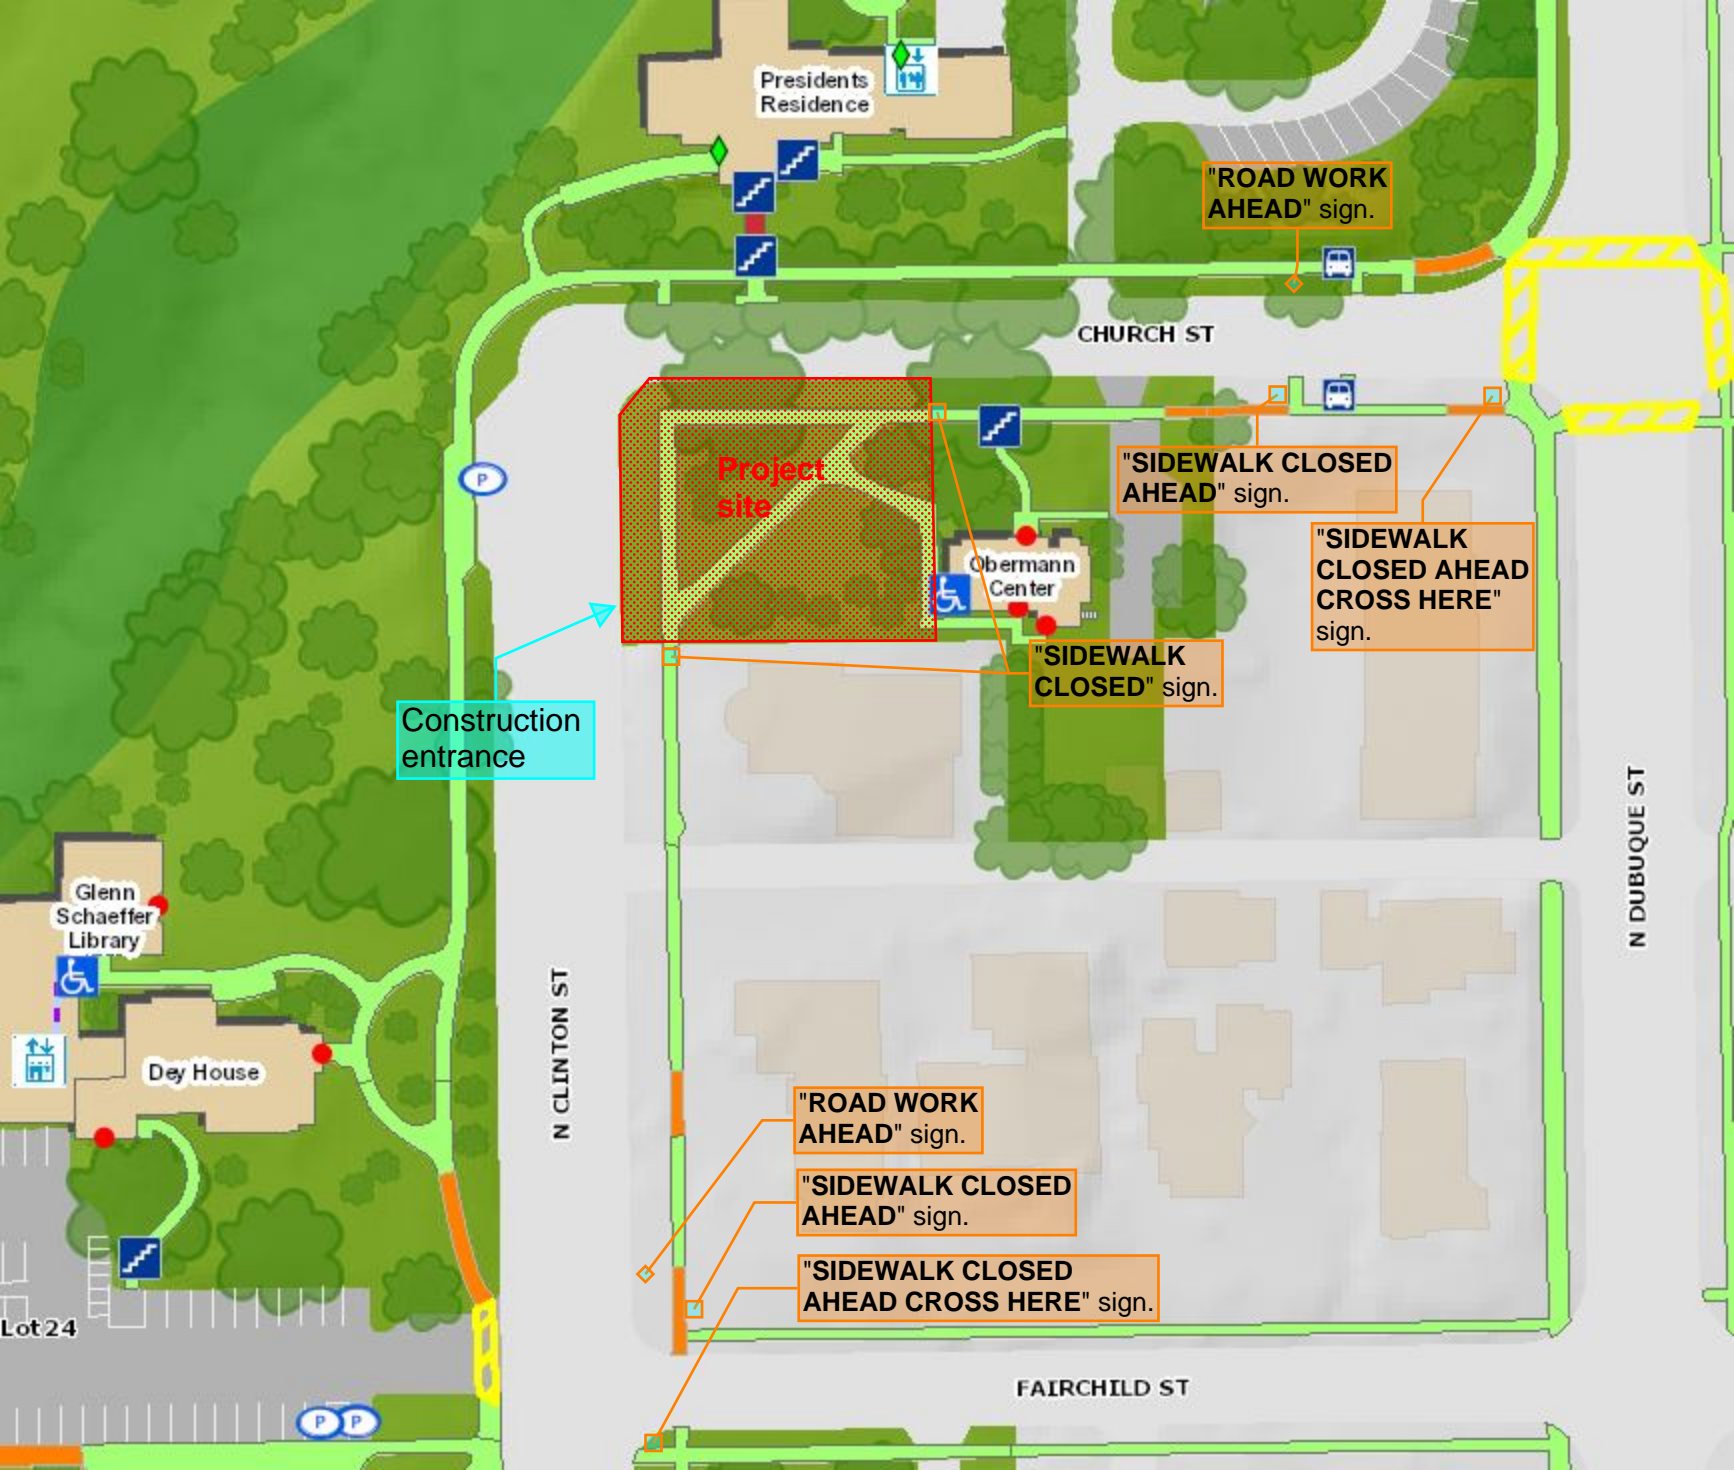 Presidents
Residence
"ROAD WORK
AHEAD" sign.
CHURCH ST
P
Project
site
"SIDEWALK CLOSED
AHEAD" sign.
"SIDEWALK
CLOSED AHEAD
CROSS HERE"
sign.
Obermann
Center
"SIDEWALK
CLOSED" sign.
Construction
entrance
N DUBUQUE ST
Glenn
Schaeffer
Library
N CLINTON ST
Dey House
"ROAD WORK
AHEAD" sign.
"SIDEWALK CLOSED
AHEAD" sign.
"SIDEWALK CLOSED
AHEAD CROSS HERE" sign.
Lot 24
FAIRCHILD ST
P P